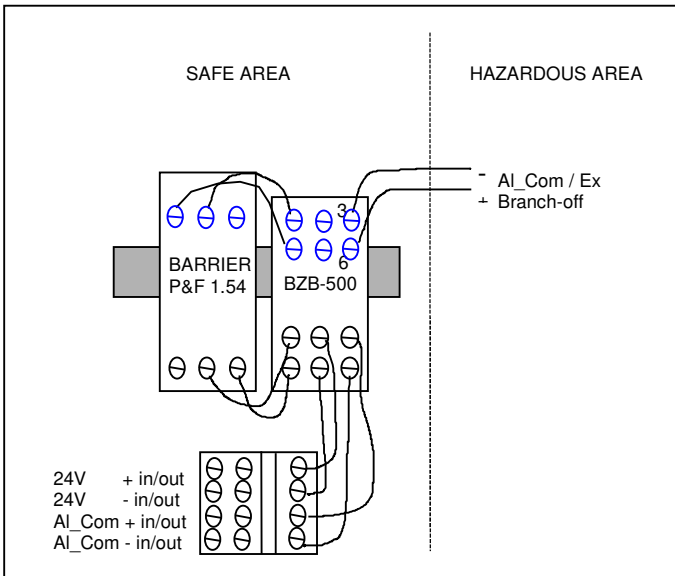 SAFE AREA
HAZARDOUS AREA
3
- Al_Com / Ex
+ Branch-off
6
BARRIER
P&F 1.54
BZB-500
24V + in/out
24V - in/out
Al_Com + in/out
Al_Com - in/out